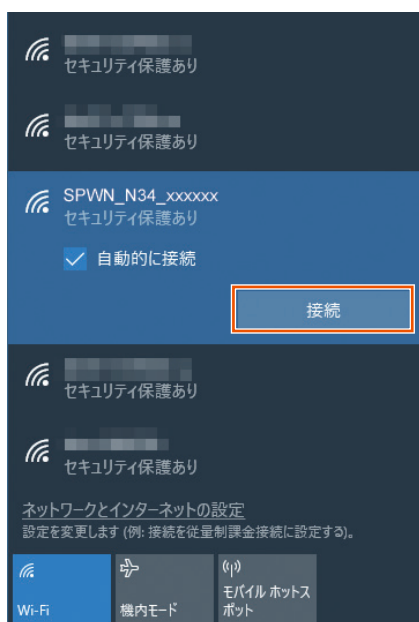 セキュリティ保護あり
セキュリティ保護あり
SPWN_N34_xxxxxx
セキュリティ保護あり
自動的に接続
接続
セキュリティ保護あり
セキュリティ保護あり
ネットワークとインターネットの設定
設定を変更します (例: 接続を従量制課金接続に設定する)。
Wi-Fi
機内モード
モバイル ホットス
ポット